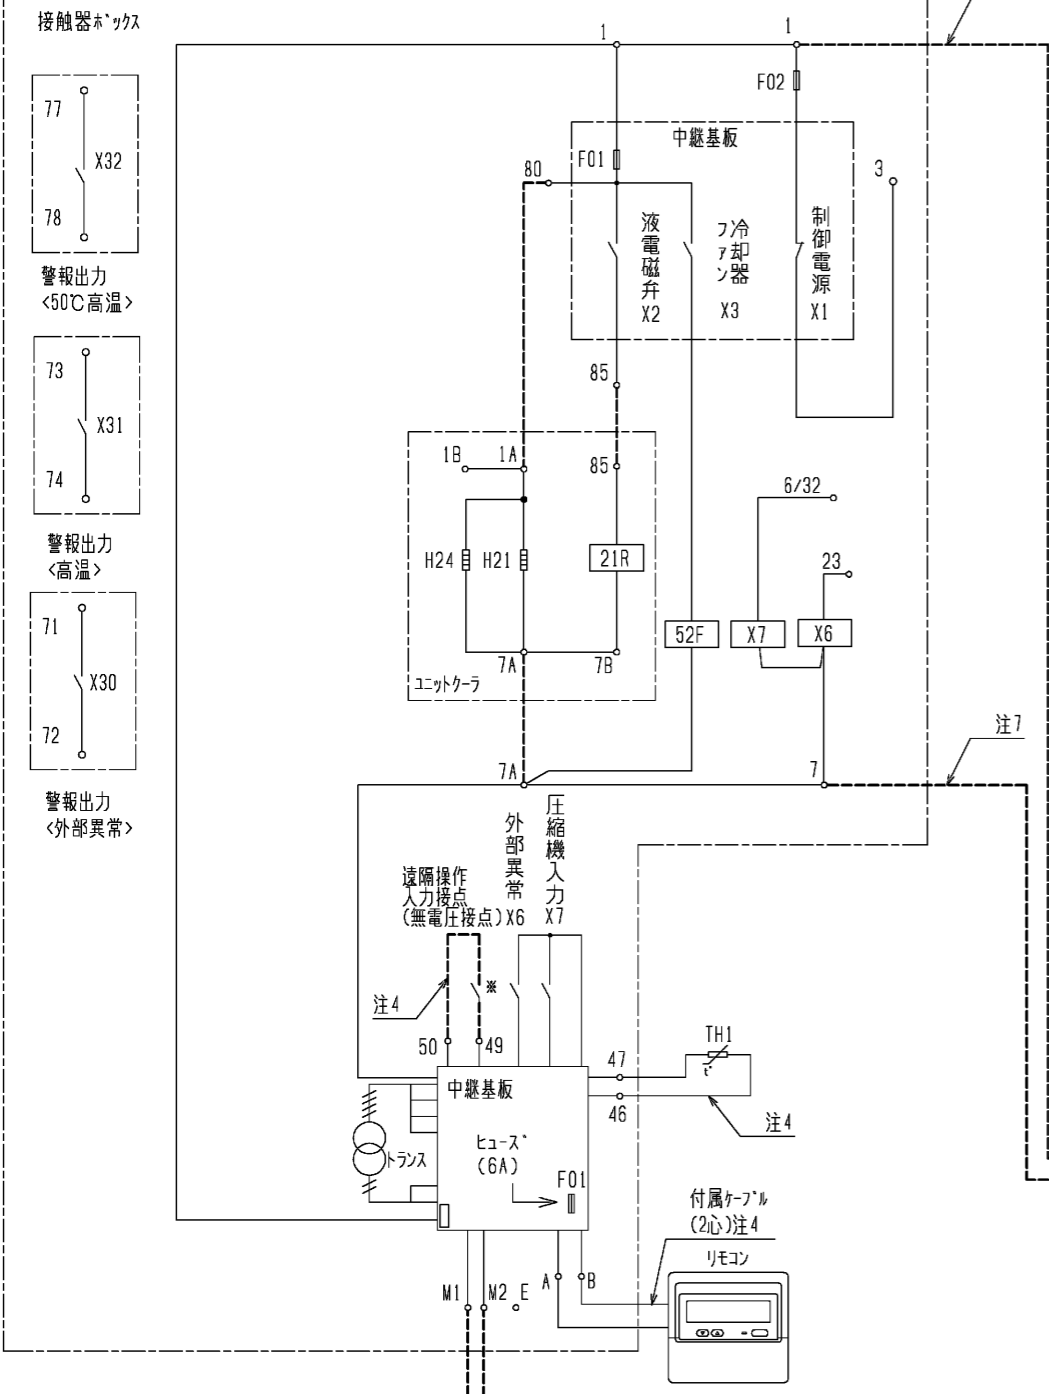 接触器ボックス
77
X32
78
警報出力
<50℃高温>
73
X31
74
警報出力
<高温>
71
X30
72
警報出力
<外部異常>
1
1
F02
中継基板
F01
80
3
液電磁弁
X2
冷却器
ファン
X3
制御電源
X1
85
1B
1A
85
6/32
H24
H21
21R
23
52F
X7
X6
7A
7B
ユニットクーラ
注7
7A
7
外部異常
X6
圧縮機入力
X7
遠隔操作
入力接点
(無電圧接点)
注4
※
50
49
47
TH1
t°
46
注4
中継基板
トランス
ヒューズ
(6A)
F01
付属ケーブル
(2心)注4
リモコン
M1
M2
E
A
B